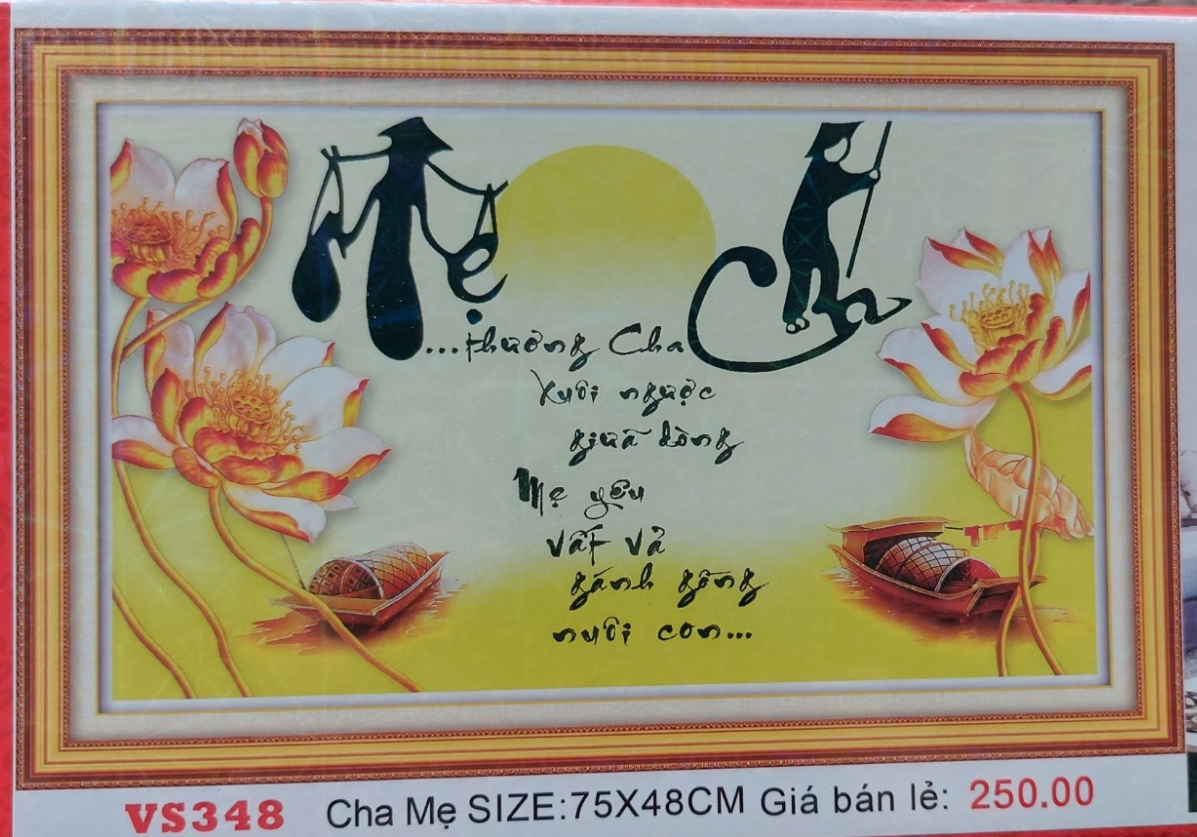 Mẹ Cha
...thương Cha
Xuôi ngược
giữa dòng
Mẹ yêu
vất vả
gánh gồng
nuôi con...
VS348 Cha Mẹ SIZE:75X48CM Giá bán lẻ: 250.00